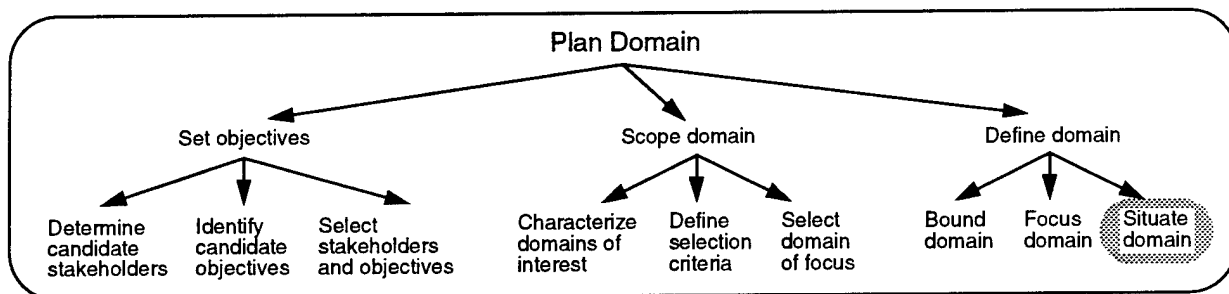 Plan Domain
Set objectives
Scope domain
Define domain
Determine
candidate
stakeholders
Identify
candidate
objectives
Select
stakeholders
and objectives
Characterize
domains of
interest
Define
selection
criteria
Select
domain
of focus
Bound
domain
Focus
domain
Situate
domain